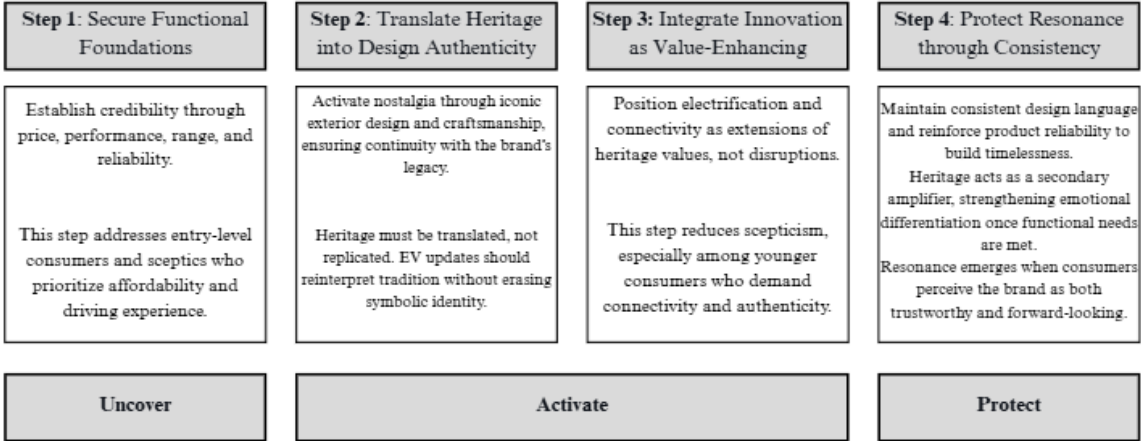 Step 1: Secure Functional
Foundations
Step 2: Translate Heritage
into Design Authenticity
Step 3: Integrate Innovation
as Value-Enhancing
Step 4: Protect Resonance
through Consistency
Establish credibility through
price, performance, range, and
reliability.
This step addresses entry-level
consumers and sceptics who
prioritize affordability and
driving experience.
Activate nostalgia through iconic
exterior design and craftsmanship,
ensuring continuity with the brand's
legacy.
Heritage must be translated, not
replicated. EV updates should
reinterpret tradition without erasing
symbolic identity.
Position electrification and
connectivity as extensions of
heritage values, not disruptions.
This step reduces scepticism,
especially among younger
consumers who demand
connectivity and authenticity.
Maintain consistent design language
and reinforce product reliability to
build timelessness.
Heritage acts as a secondary
amplifier, strengthening emotional
differentiation once functional needs
are met.
Resonance emerges when consumers
perceive the brand as both
trustworthy and forward-looking.
Uncover
Activate
Protect